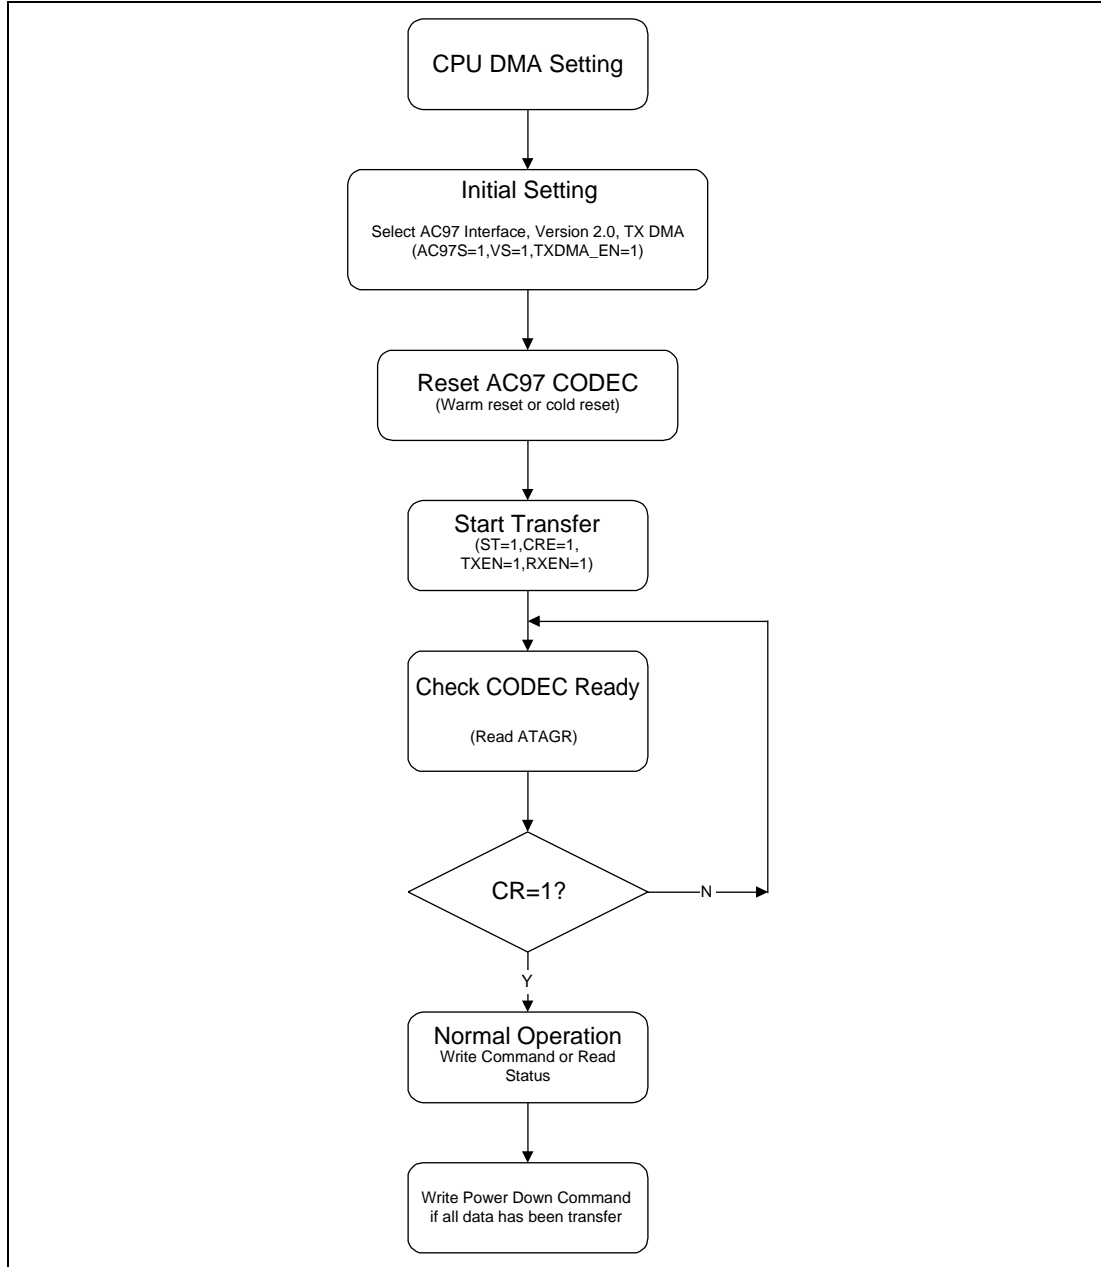 CPU DMA Setting
Initial Setting
Select AC97 Interface, Version 2.0, TX DMA
(AC97S=1,VS=1,TXDMA_EN=1)
Reset AC97 CODEC
(Warm reset or cold reset)
Start Transfer
(ST=1,CRE=1,
TXEN=1,RXEN=1)
Check CODEC Ready
(Read ATAGR)
CR=1?
N
Y
Normal Operation
Write Command or Read
Status
Write Power Down Command
if all data has been transfer